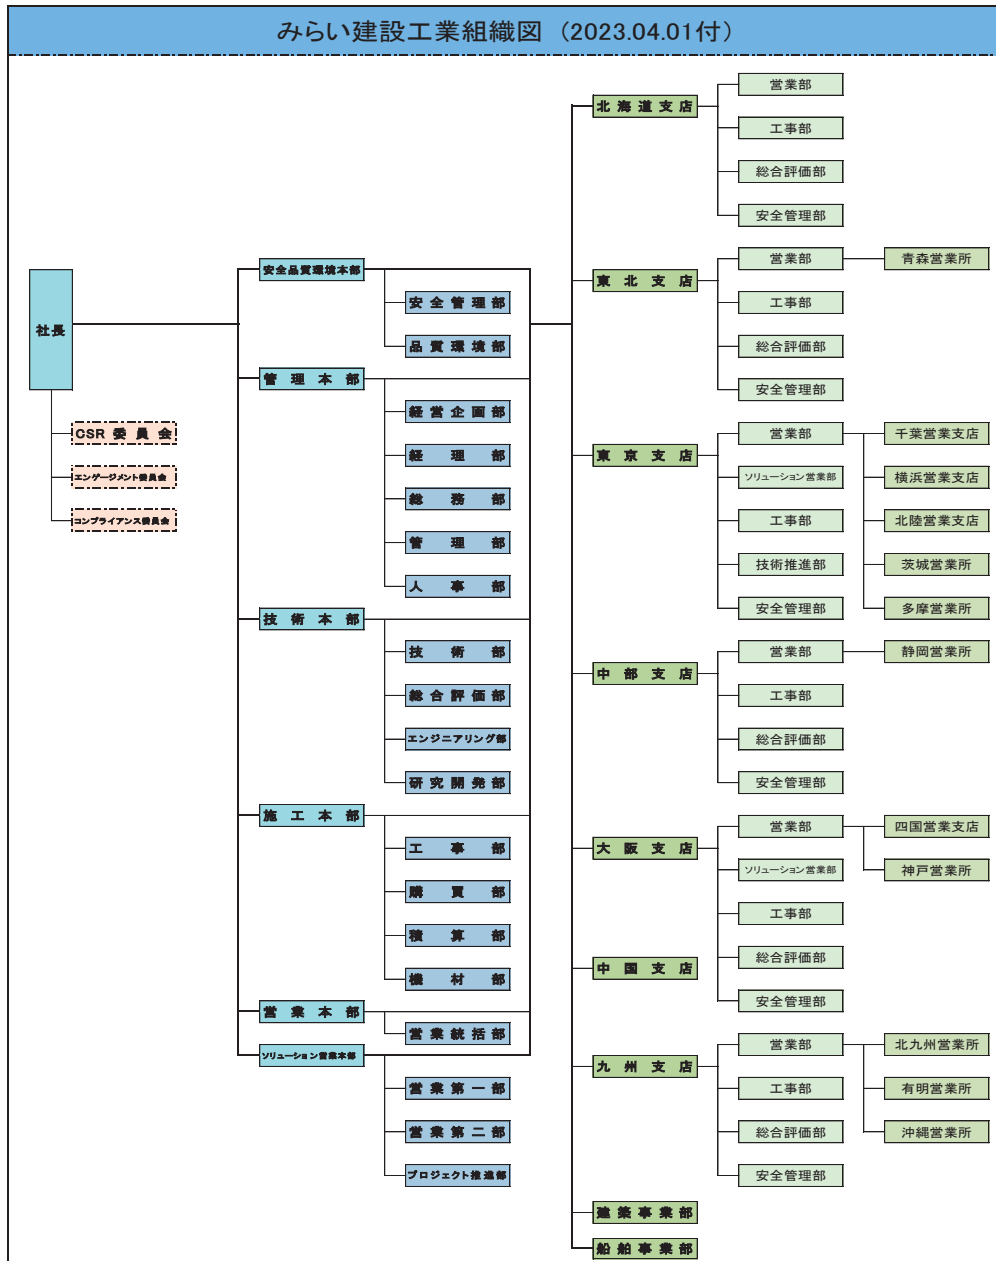 みらい建設工業組織図 (2023.04.01付)
社長
CSR 委員会
エンゲージメント委員会
コンプライアンス委員会
安全品質環境本部
安全管理部
品質環境部
管理本部
経営企画部
経理部
総務部
管理部
人事部
技術本部
技術部
総合評価部
エンジニアリング部
研究開発部
施工本部
工事部
購買部
積算部
機材部
営業本部
営業統括部
ソリューション営業本部
営業第一部
営業第二部
プロジェクト推進部
北海道支店
営業部
工事部
総合評価部
安全管理部
東北支店
営業部
青森営業所
工事部
総合評価部
安全管理部
東京支店
営業部
ソリューション営業部
工事部
技術推進部
安全管理部
千葉営業支店
横浜営業支店
北陸営業支店
茨城営業所
多摩営業所
中部支店
営業部
静岡営業所
工事部
総合評価部
安全管理部
大阪支店
営業部
ソリューション営業部
工事部
総合評価部
安全管理部
四国営業支店
神戸営業所
中国支店
九州支店
営業部
工事部
総合評価部
安全管理部
北九州営業所
有明営業所
沖縄営業所
建築事業部
船舶事業部